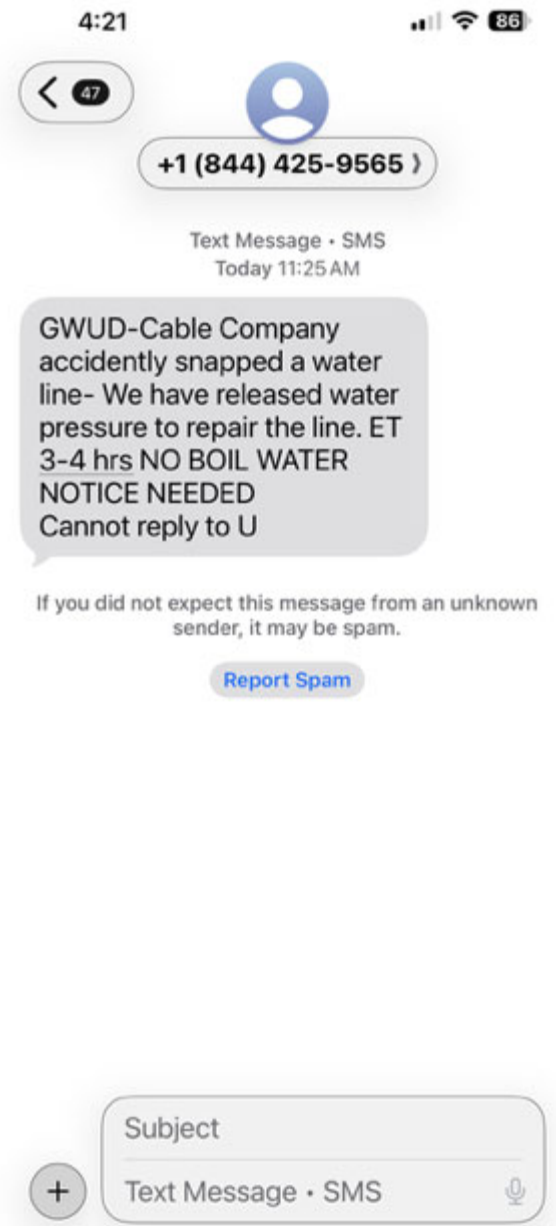 4:21
86
47
+1 (844) 425-9565 ⟩
Text Message • SMS
Today 11:25 AM
GWUD-Cable Company
accidently snapped a water
line- We have released water
pressure to repair the line. ET
3-4 hrs NO BOIL WATER
NOTICE NEEDED
Cannot reply to U
If you did not expect this message from an unknown
sender, it may be spam.
Report Spam
Subject
+
Text Message • SMS